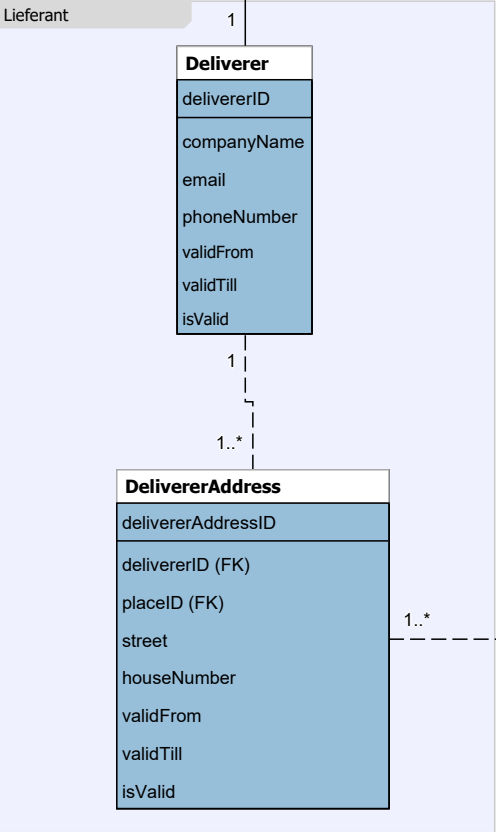 Lieferant
1
Deliverer
delivererID
companyName
email
phoneNumber
validFrom
validTill
isValid
1
1..*
DelivererAddress
delivererAddressID
delivererID (FK)
placeID (FK)
street
1..*
houseNumber
validFrom
validTill
isValid